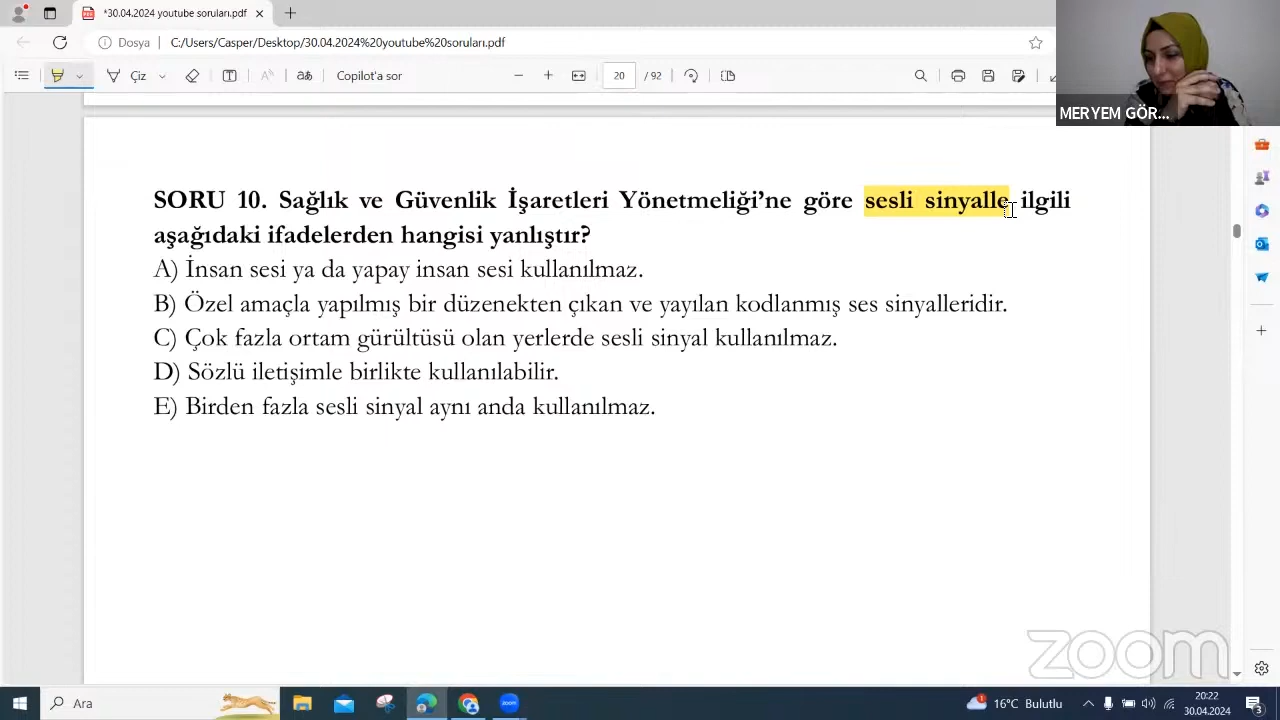 *30.04.2024 youtube soruları.pdf
Dosya C:/Users/Casper/Desktop/30.04.2024%20youtube%20soruları.pdf
Çiz Copilot'a sor 20 / 92
MERYEM GÖR...
SORU 10. Sağlık ve Güvenlik İşaretleri Yönetmeliği’ne göre sesli sinyalle ilgili
aşağıdaki ifadelerden hangisi yanlıştır?
A) İnsan sesi ya da yapay insan sesi kullanılmaz.
B) Özel amaçla yapılmış bir düzenekten çıkan ve yayılan kodlanmış ses sinyalleridir.
C) Çok fazla ortam gürültüsü olan yerlerde sesli sinyal kullanılmaz.
D) Sözlü iletişimle birlikte kullanılabilir.
E) Birden fazla sesli sinyal aynı anda kullanılmaz.
zoom
Ara
zoom
1
16°C Bulutlu
20:22
30.04.2024
3